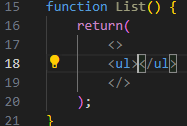 15 function List() {
16 return(
17 <>
18 <ul></ul>
19 </>
20 );
21 }